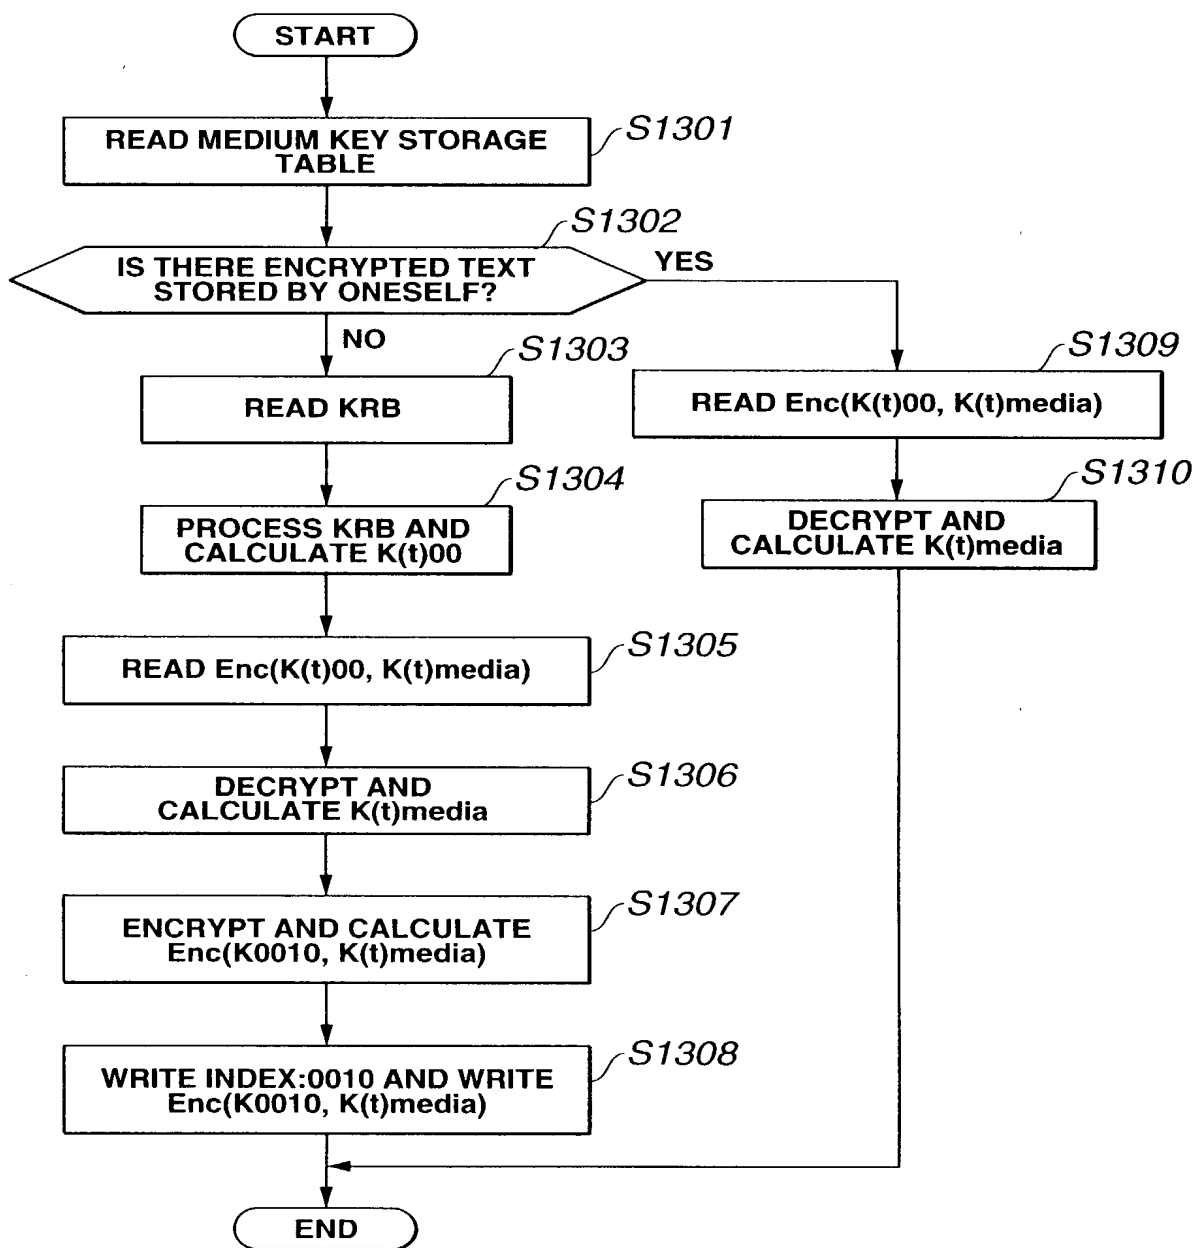 START
READ MEDIUM KEY STORAGE
TABLE
S1301
IS THERE ENCRYPTED TEXT
STORED BY ONESELF?
S1302
YES
NO
READ KRB
S1303
PROCESS KRB AND
CALCULATE K(t)00
S1304
READ Enc(K(t)00, K(t)media)
S1305
DECRYPT AND
CALCULATE K(t)media
S1306
ENCRYPT AND CALCULATE
Enc(K0010, K(t)media)
S1307
WRITE INDEX:0010 AND WRITE
Enc(K0010, K(t)media)
S1308
READ Enc(K(t)00, K(t)media)
S1309
DECRYPT AND
CALCULATE K(t)media
S1310
END